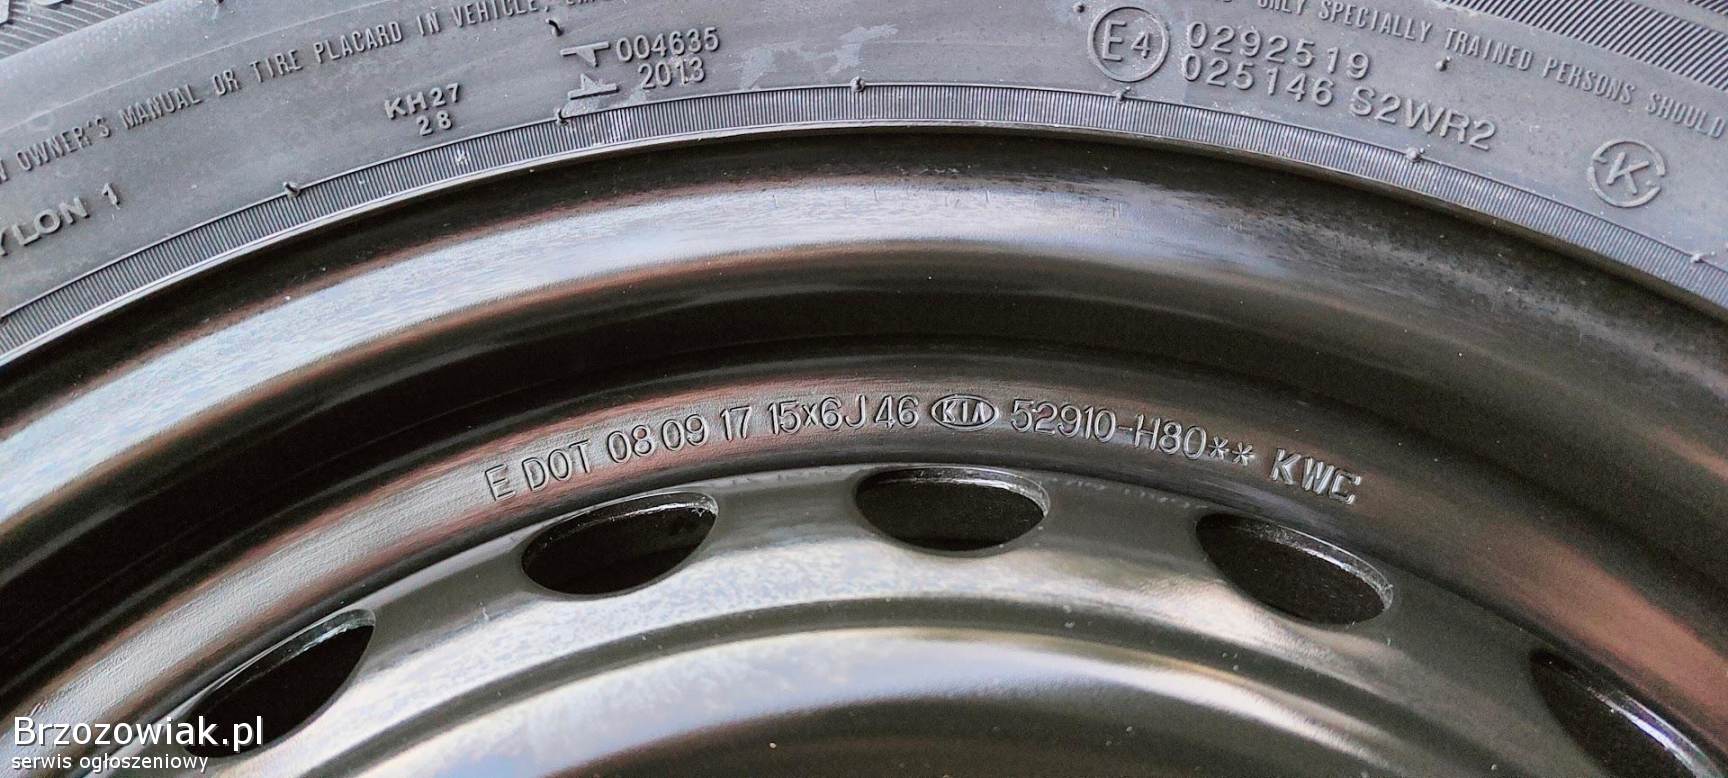 OWNER'S MANUAL OR TIRE PLACARD IN VEHICLE,
ONLY SPECIALLY TRAINED PERSONS SHOULD
YLON 1
KH27
28
004635
2013
E4
0292519
025146 S2WR2
K
E DOT 08 09 17 15x6J 46 KIA 52910-H80** KWC
Brzozowiak.pl
serwis ogłoszeniowy